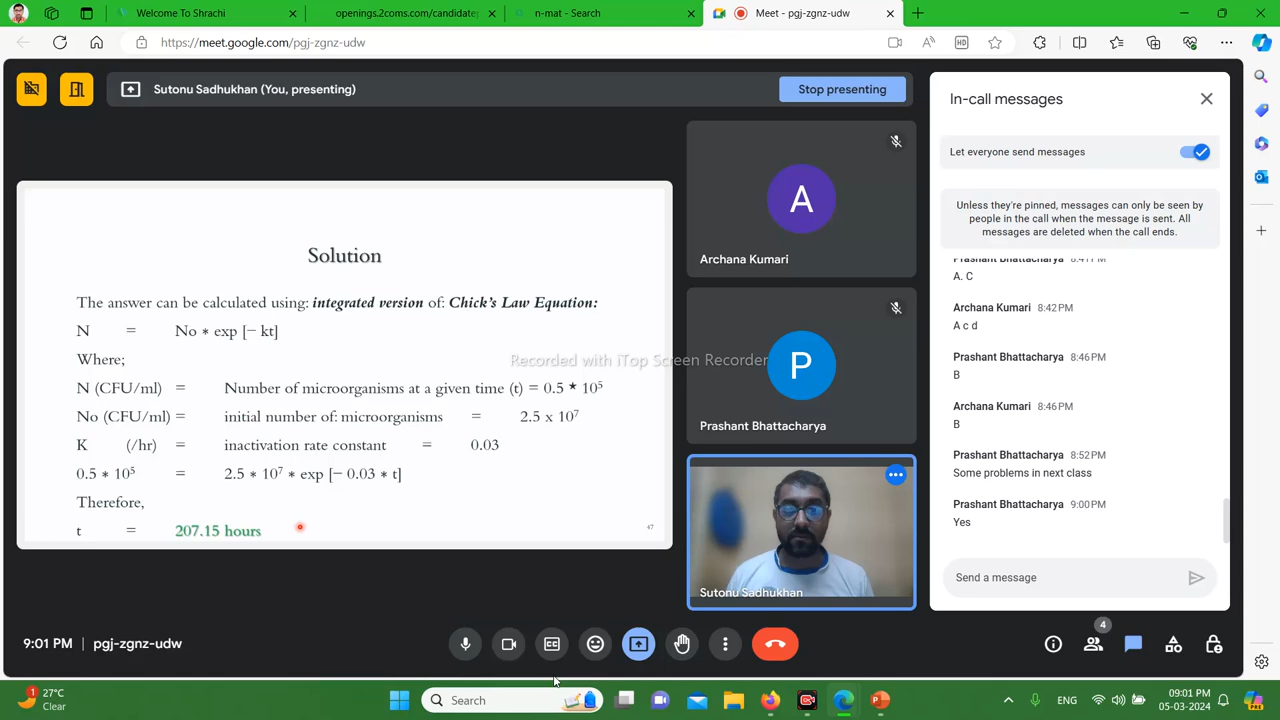 Welcome To Shrachi
openings.2coms.com/candidate
n-mat - Search
Meet - pgj-zgnz-udw
https://meet.google.com/pgj-zgnz-udw
Sutonu Sadhukhan (You, presenting)
Stop presenting
Solution
The answer can be calculated using: integrated version of: Chick's Law Equation:
N = No * exp [− kt]
Where;
N (CFU/ml) = Number of microorganisms at a given time (t) = 0.5 * 10⁵
No (CFU/ml) = initial number of: microorganisms = 2.5 x 10⁷
K (/hr) = inactivation rate constant = 0.03
0.5 * 10⁵ = 2.5 * 10⁷ * exp [− 0.03 * t]
Therefore,
t = 207.15 hours
47
Recorded with iTop Screen Recorder
A
Archana Kumari
P
Prashant Bhattacharya
Sutonu Sadhukhan
In-call messages
Let everyone send messages
Unless they're pinned, messages can only be seen by
people in the call when the message is sent. All
messages are deleted when the call ends.
Prashant Bhattacharya 8:41 PM
A. C
Archana Kumari 8:42 PM
A c d
Prashant Bhattacharya 8:46 PM
B
Archana Kumari 8:46 PM
B
Prashant Bhattacharya 8:52 PM
Some problems in next class
Prashant Bhattacharya 9:00 PM
Yes
Send a message
9:01 PM pgj-zgnz-udw
4
1
27°C
Clear
Search
ENG
09:01 PM
05-03-2024